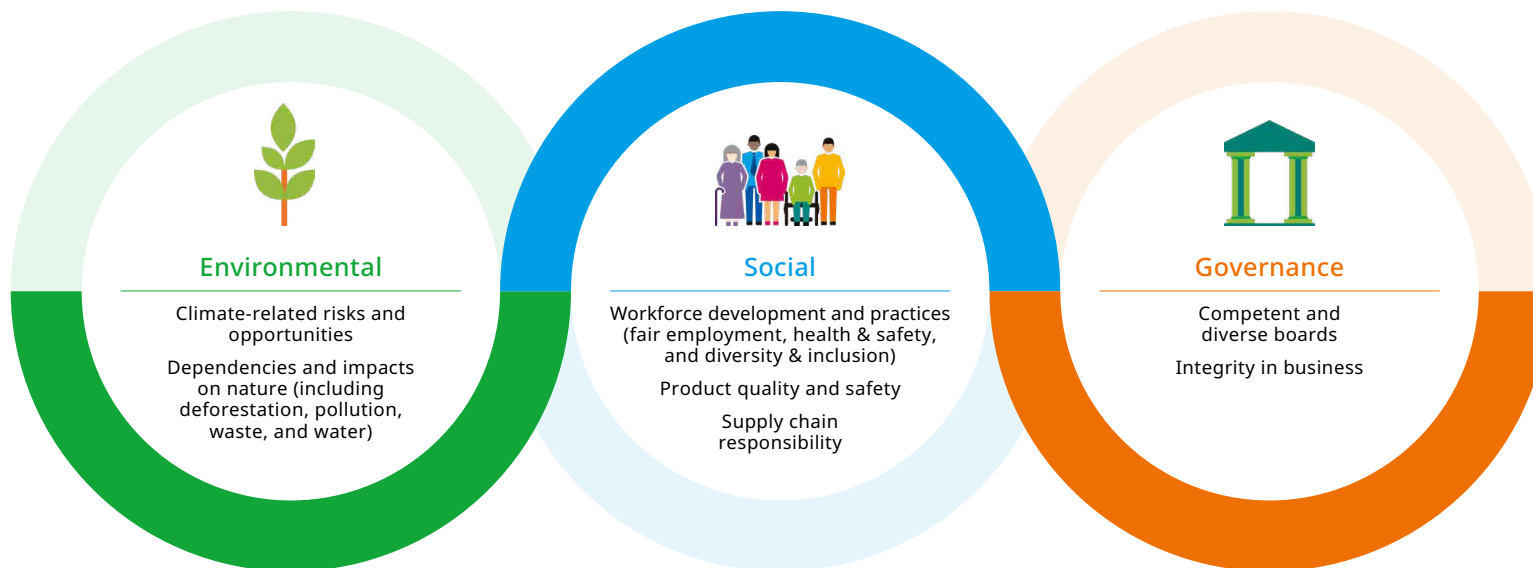 Environmental
Climate-related risks and
opportunities
Dependencies and impacts
on nature (including
deforestation, pollution,
waste, and water)
Social
Workforce development and practices
(fair employment, health & safety,
and diversity & inclusion)
Product quality and safety
Supply chain
responsibility
Governance
Competent and
diverse boards
Integrity in business